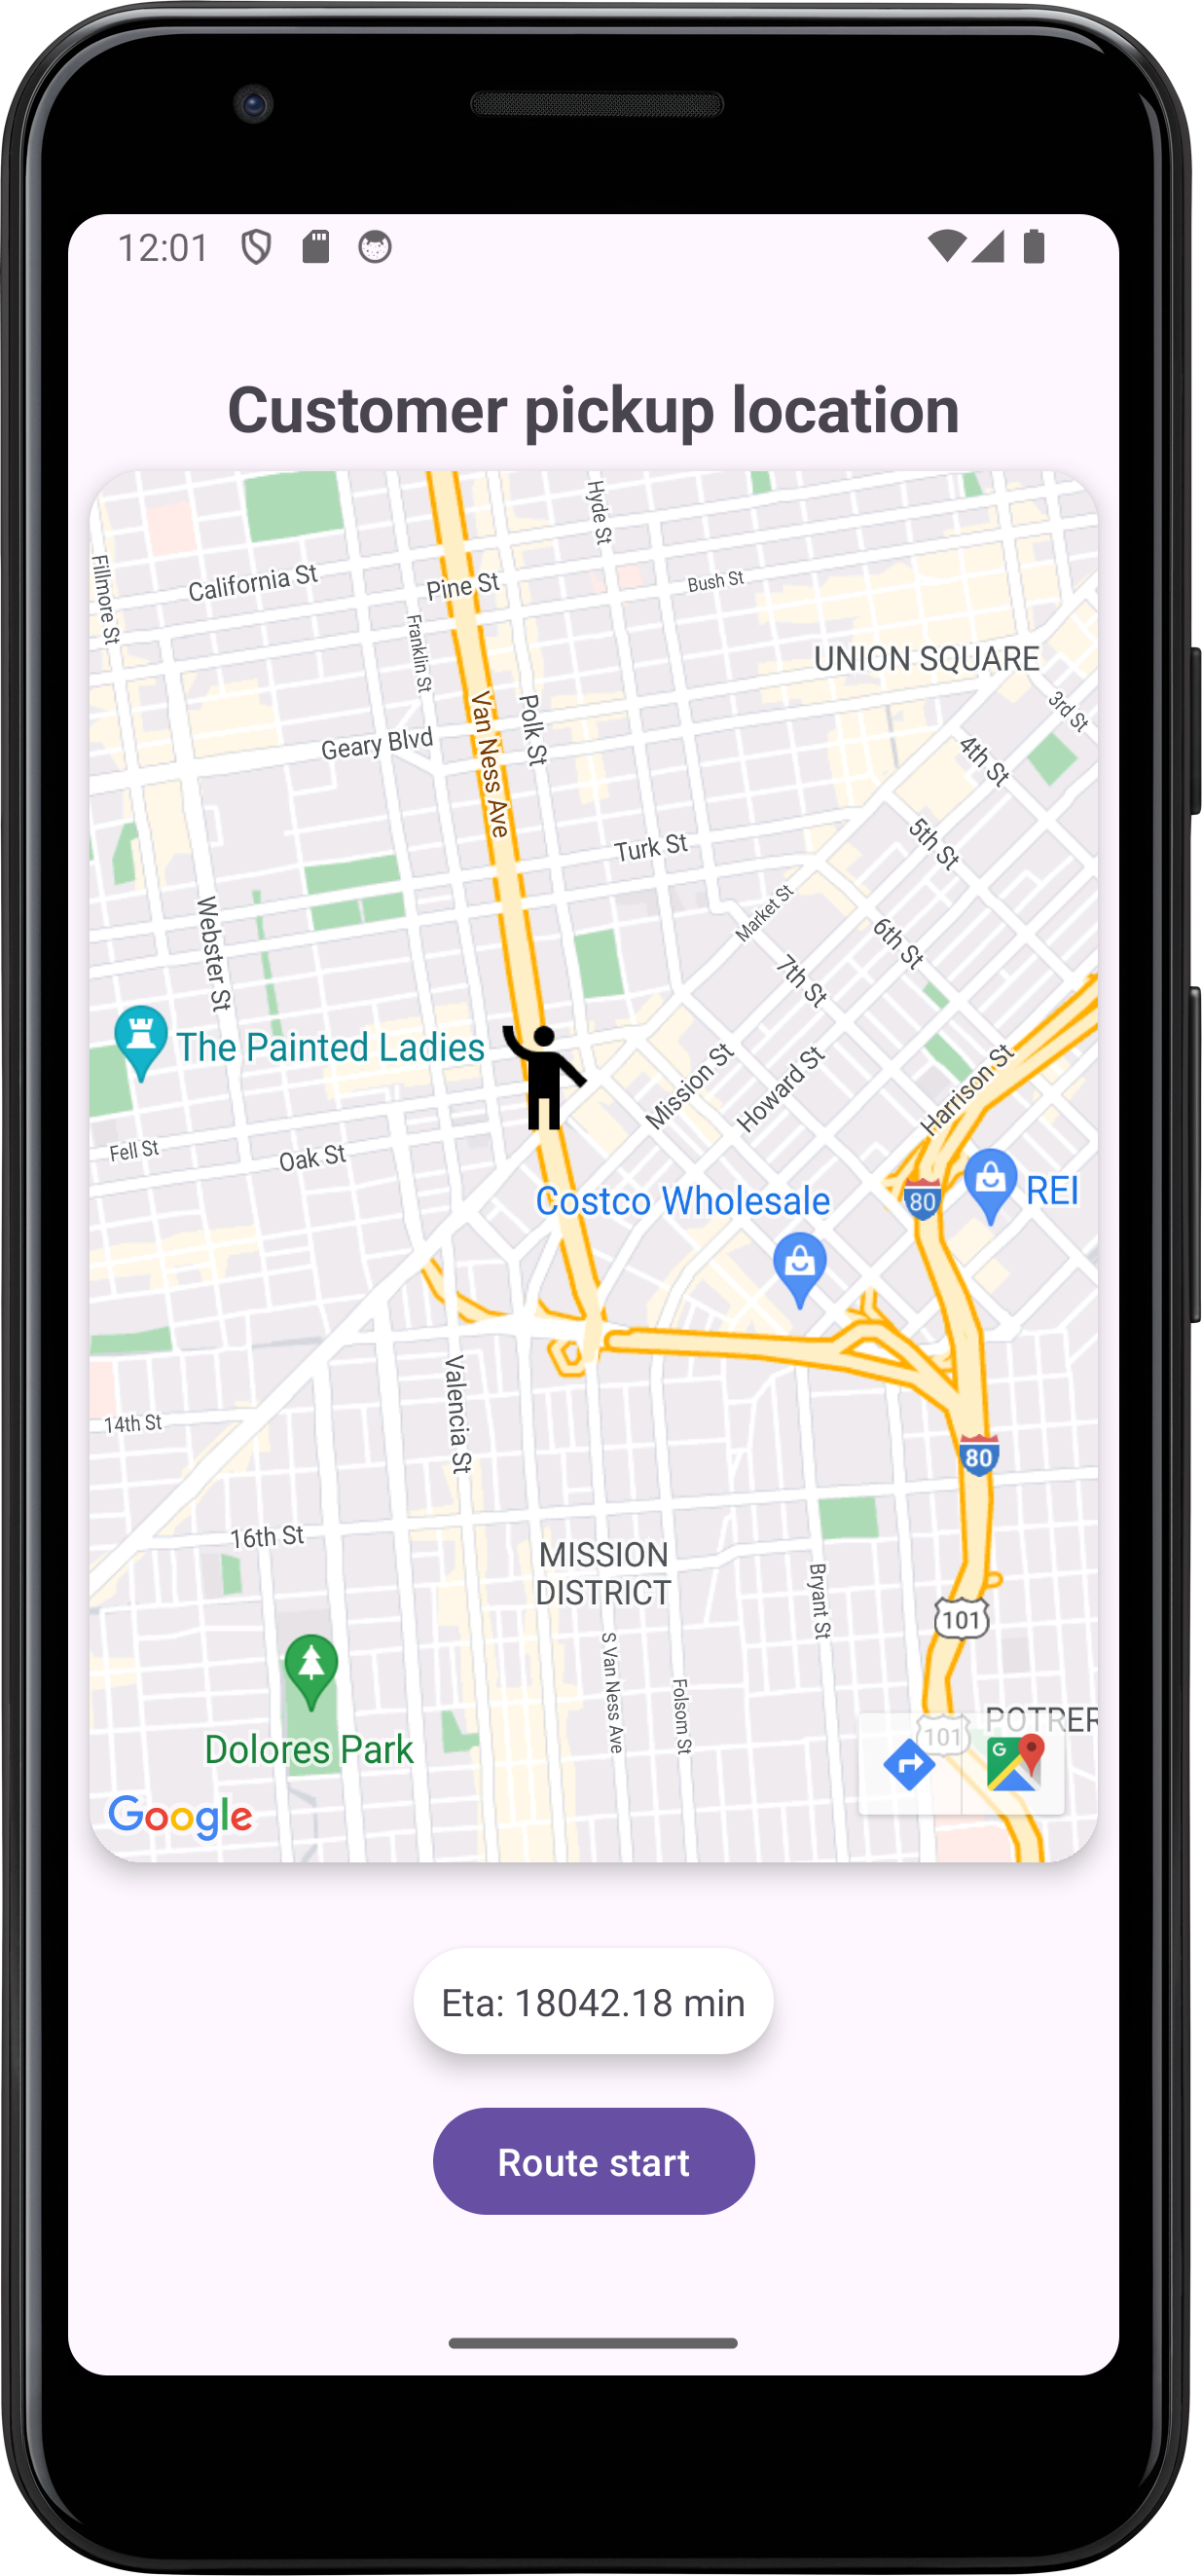 12:01
Customer pickup location
Hyde St
Fillmore St
California St
Pine St
Bush St
Franklin St
UNION SQUARE
3rd St
Van Ness Ave
Polk St
Geary Blvd
4th St
5th St
Turk St
Market St
Webster St
6th St
7th St
The Painted Ladies
Mission St
Howard St
Harrison St
Fell St
Oak St
Costco Wholesale
80
REI
Valencia St
14th St
80
16th St
MISSION
DISTRICT
Bryant St
101
S Van Ness Ave
Folsom St
101
POTRER
Dolores Park
G
Google
Eta: 18042.18 min
Route start